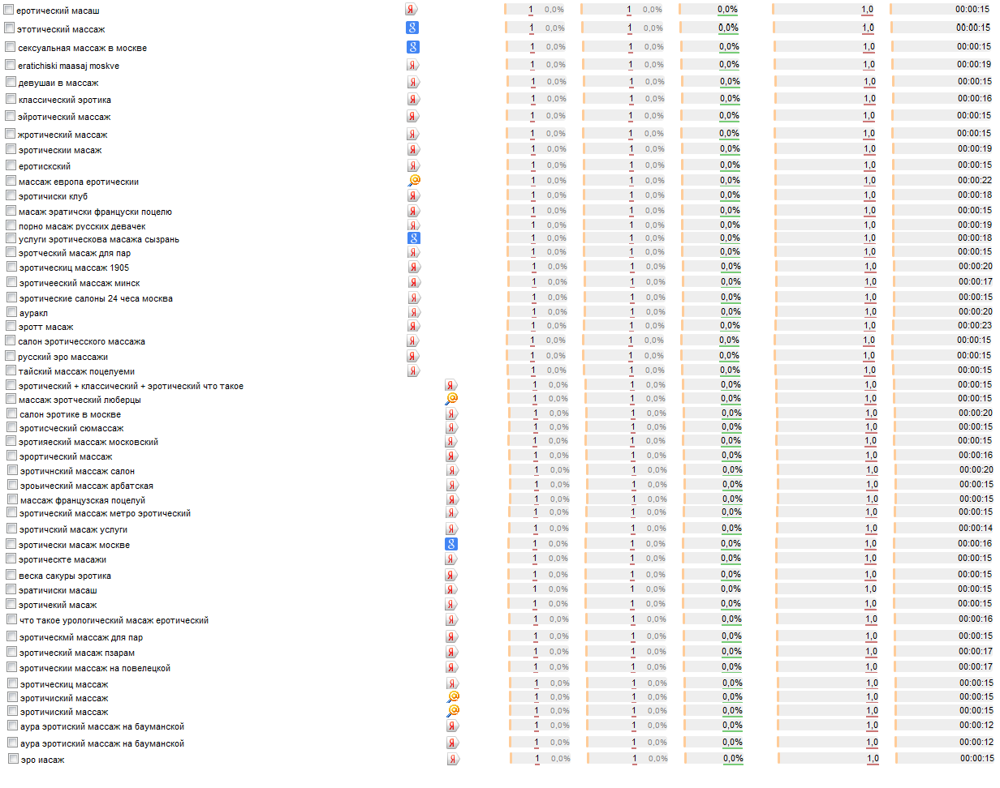 еротический масаш 1 0,0% 1 0,0% 0,0% 1,0 00:00:15
этотический массаж 1 0,0% 1 0,0% 0,0% 1,0 00:00:15
сексуальная массаж в москве 1 0,0% 1 0,0% 0,0% 1,0 00:00:15
eratichiski maasaj moskve 1 0,0% 1 0,0% 0,0% 1,0 00:00:19
девушаи в массаж 1 0,0% 1 0,0% 0,0% 1,0 00:00:15
классический эротика 1 0,0% 1 0,0% 0,0% 1,0 00:00:16
эйротический массаж 1 0,0% 1 0,0% 0,0% 1,0 00:00:15
жротический массаж 1 0,0% 1 0,0% 0,0% 1,0 00:00:15
эротическии масаж 1 0,0% 1 0,0% 0,0% 1,0 00:00:19
еротискский 1 0,0% 1 0,0% 0,0% 1,0 00:00:15
массаж европа еротическии 1 0,0% 1 0,0% 0,0% 1,0 00:00:22
эротичиски клуб 1 0,0% 1 0,0% 0,0% 1,0 00:00:18
масаж эратичски француски поцелю 1 0,0% 1 0,0% 0,0% 1,0 00:00:15
порно масаж русских девачек 1 0,0% 1 0,0% 0,0% 1,0 00:00:19
услуги эротическова масажа сызрань 1 0,0% 1 0,0% 0,0% 1,0 00:00:18
эротческий масаж для пар 1 0,0% 1 0,0% 0,0% 1,0 00:00:15
эротическиц массаж 1905 1 0,0% 1 0,0% 0,0% 1,0 00:00:20
эротичееский массаж минск 1 0,0% 1 0,0% 0,0% 1,0 00:00:17
эротические салоны 24 чеса москва 1 0,0% 1 0,0% 0,0% 1,0 00:00:15
ауракл 1 0,0% 1 0,0% 0,0% 1,0 00:00:20
эротт масаж 1 0,0% 1 0,0% 0,0% 1,0 00:00:23
салон эротичесского массажа 1 0,0% 1 0,0% 0,0% 1,0 00:00:15
русский эро массажи 1 0,0% 1 0,0% 0,0% 1,0 00:00:15
тайский массаж поцелуеми 1 0,0% 1 0,0% 0,0% 1,0 00:00:15
эротический + классический + эротический что такое 1 0,0% 1 0,0% 0,0% 1,0 00:00:15
массаж эротческий люберцы 1 0,0% 1 0,0% 0,0% 1,0 00:00:15
салон эротике в москве 1 0,0% 1 0,0% 0,0% 1,0 00:00:20
эротисческий сюмассаж 1 0,0% 1 0,0% 0,0% 1,0 00:00:15
эротияеский массаж московский 1 0,0% 1 0,0% 0,0% 1,0 00:00:15
эрортический массаж 1 0,0% 1 0,0% 0,0% 1,0 00:00:16
эротичнский массаж салон 1 0,0% 1 0,0% 0,0% 1,0 00:00:20
эроьический массаж арбатская 1 0,0% 1 0,0% 0,0% 1,0 00:00:15
массаж французская поцелуй 1 0,0% 1 0,0% 0,0% 1,0 00:00:15
эротический массаж метро эротический 1 0,0% 1 0,0% 0,0% 1,0 00:00:15
эротичский масаж услуги 1 0,0% 1 0,0% 0,0% 1,0 00:00:14
эротически масаж москве 1 0,0% 1 0,0% 0,0% 1,0 00:00:16
эротическте масажи 1 0,0% 1 0,0% 0,0% 1,0 00:00:15
веска сакуры эротика 1 0,0% 1 0,0% 0,0% 1,0 00:00:15
эратичиски масаш 1 0,0% 1 0,0% 0,0% 1,0 00:00:15
эротичекий масаж 1 0,0% 1 0,0% 0,0% 1,0 00:00:15
что такое урологический масаж еротический 1 0,0% 1 0,0% 0,0% 1,0 00:00:16
эротическмй массаж для пар 1 0,0% 1 0,0% 0,0% 1,0 00:00:15
эротический масаж пзарам 1 0,0% 1 0,0% 0,0% 1,0 00:00:17
эротическии массаж на повелецкой 1 0,0% 1 0,0% 0,0% 1,0 00:00:17
эротическиц массаж 1 0,0% 1 0,0% 0,0% 1,0 00:00:15
эротичиский массаж 1 0,0% 1 0,0% 0,0% 1,0 00:00:15
эротичиский массаж 1 0,0% 1 0,0% 0,0% 1,0 00:00:15
аура эротиский массаж на бауманской 1 0,0% 1 0,0% 0,0% 1,0 00:00:12
аура эротиский массаж на бауманской 1 0,0% 1 0,0% 0,0% 1,0 00:00:12
эро иасаж 1 0,0% 1 0,0% 0,0% 1,0 00:00:15